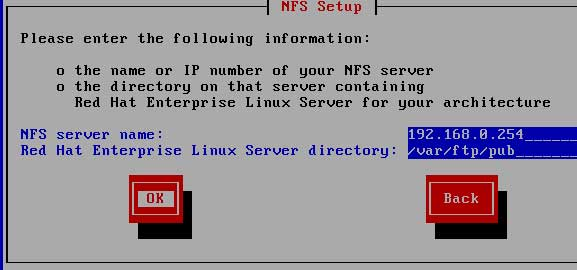 NFS Setup
Please enter the following information:
o the name or IP number of your NFS server
o the directory on that server containing
Red Hat Enterprise Linux Server for your architecture
NFS server name: 192.168.0.254______
Red Hat Enterprise Linux Server directory: /var/ftp/pub_______
OK Back